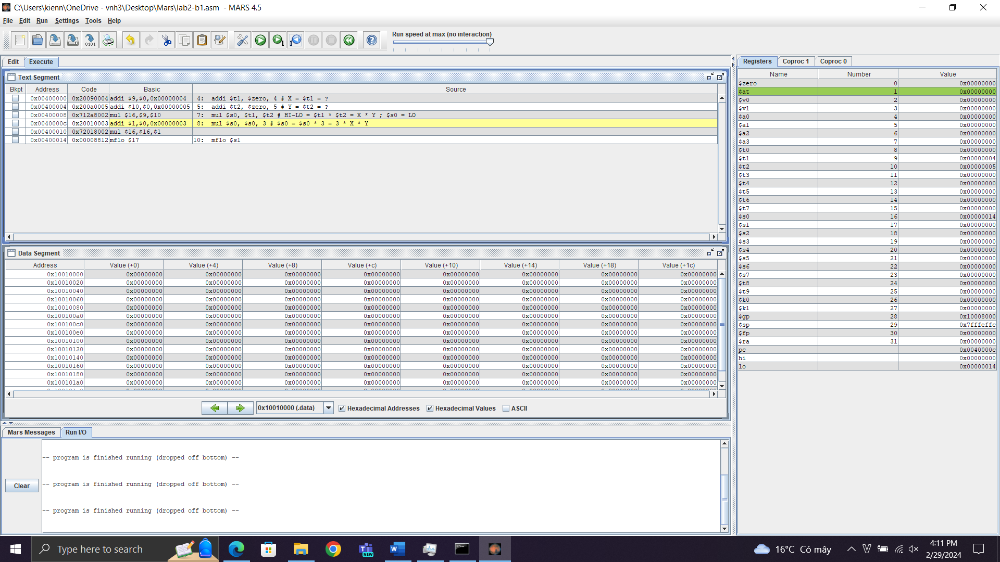 C:\Users\kienn\OneDrive - vnh3\Desktop\Mars\lab2-b1.asm - MARS 4.5
File Edit Run Settings Tools Help
Run speed at max (no interaction)
Edit Execute
Text Segment
Bkpt Address Code Basic Source
0x00400000 0x20090004 addi $9,$0,0x00000004 4: addi $t1, $zero, 4 # X = $t1 = ?
0x00400004 0x200a0005 addi $10,$0,0x00000005 5: addi $t2, $zero, 5 # Y = $t2 = ?
0x00400008 0x712a8002 mul $16,$9,$10 7: mul $s0, $t1, $t2 # HI-LO = $t1 * $t2 = X * Y ; $s0 = LO
0x0040000c 0x20010003 addi $1,$0,0x00000003 8: mul $s0, $s0, 3 # $s0 = $s0 * 3 = 3 * X * Y
0x00400010 0x72018002 mul $16,$16,$1
0x00400014 0x00008812 mflo $17 10: mflo $s1
Data Segment
Address Value (+0) Value (+4) Value (+8) Value (+c) Value (+10) Value (+14) Value (+18) Value (+1c)
0x10010000 0x00000000 0x00000000 0x00000000 0x00000000 0x00000000 0x00000000 0x00000000 0x00000000
0x10010020 0x00000000 0x00000000 0x00000000 0x00000000 0x00000000 0x00000000 0x00000000 0x00000000
0x10010040 0x00000000 0x00000000 0x00000000 0x00000000 0x00000000 0x00000000 0x00000000 0x00000000
0x10010060 0x00000000 0x00000000 0x00000000 0x00000000 0x00000000 0x00000000 0x00000000 0x00000000
0x10010080 0x00000000 0x00000000 0x00000000 0x00000000 0x00000000 0x00000000 0x00000000 0x00000000
0x100100a0 0x00000000 0x00000000 0x00000000 0x00000000 0x00000000 0x00000000 0x00000000 0x00000000
0x100100c0 0x00000000 0x00000000 0x00000000 0x00000000 0x00000000 0x00000000 0x00000000 0x00000000
0x100100e0 0x00000000 0x00000000 0x00000000 0x00000000 0x00000000 0x00000000 0x00000000 0x00000000
0x10010100 0x00000000 0x00000000 0x00000000 0x00000000 0x00000000 0x00000000 0x00000000 0x00000000
0x10010120 0x00000000 0x00000000 0x00000000 0x00000000 0x00000000 0x00000000 0x00000000 0x00000000
0x10010140 0x00000000 0x00000000 0x00000000 0x00000000 0x00000000 0x00000000 0x00000000 0x00000000
0x10010160 0x00000000 0x00000000 0x00000000 0x00000000 0x00000000 0x00000000 0x00000000 0x00000000
0x10010180 0x00000000 0x00000000 0x00000000 0x00000000 0x00000000 0x00000000 0x00000000 0x00000000
0x100101a0 0x00000000 0x00000000 0x00000000 0x00000000 0x00000000 0x00000000 0x00000000 0x00000000
0x10010000 (.data) Hexadecimal Addresses Hexadecimal Values ASCII
Mars Messages Run I/O
-- program is finished running (dropped off bottom) --
-- program is finished running (dropped off bottom) --
-- program is finished running (dropped off bottom) --
Clear
Registers Coproc 1 Coproc 0
Name Number Value
$zero 0 0x00000000
$at 1 0x00000000
$v0 2 0x00000000
$v1 3 0x00000000
$a0 4 0x00000000
$a1 5 0x00000000
$a2 6 0x00000000
$a3 7 0x00000000
$t0 8 0x00000000
$t1 9 0x00000004
$t2 10 0x00000005
$t3 11 0x00000000
$t4 12 0x00000000
$t5 13 0x00000000
$t6 14 0x00000000
$t7 15 0x00000000
$s0 16 0x00000014
$s1 17 0x00000000
$s2 18 0x00000000
$s3 19 0x00000000
$s4 20 0x00000000
$s5 21 0x00000000
$s6 22 0x00000000
$s7 23 0x00000000
$t8 24 0x00000000
$t9 25 0x00000000
$k0 26 0x00000000
$k1 27 0x00000000
$gp 28 0x10008000
$sp 29 0x7fffeffc
$fp 30 0x00000000
$ra 31 0x00000000
pc 0x0040000c
hi 0x00000000
lo 0x00000014
Type here to search
NEW
16°C Có mây
4:11 PM
2/29/2024